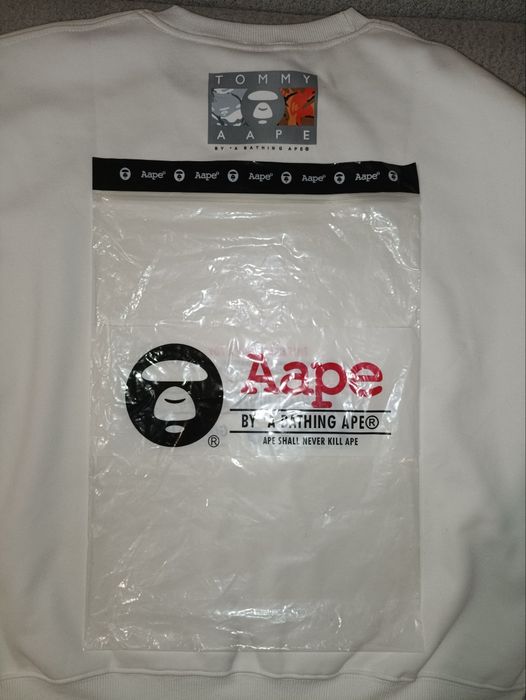 TOMMY
AAPE
BY *A BATHING APE®
Aape® Aape® Aape® Aape® Aape®
Aape
BY *A BATHING APE®
®
APE SHALL NEVER KILL APE